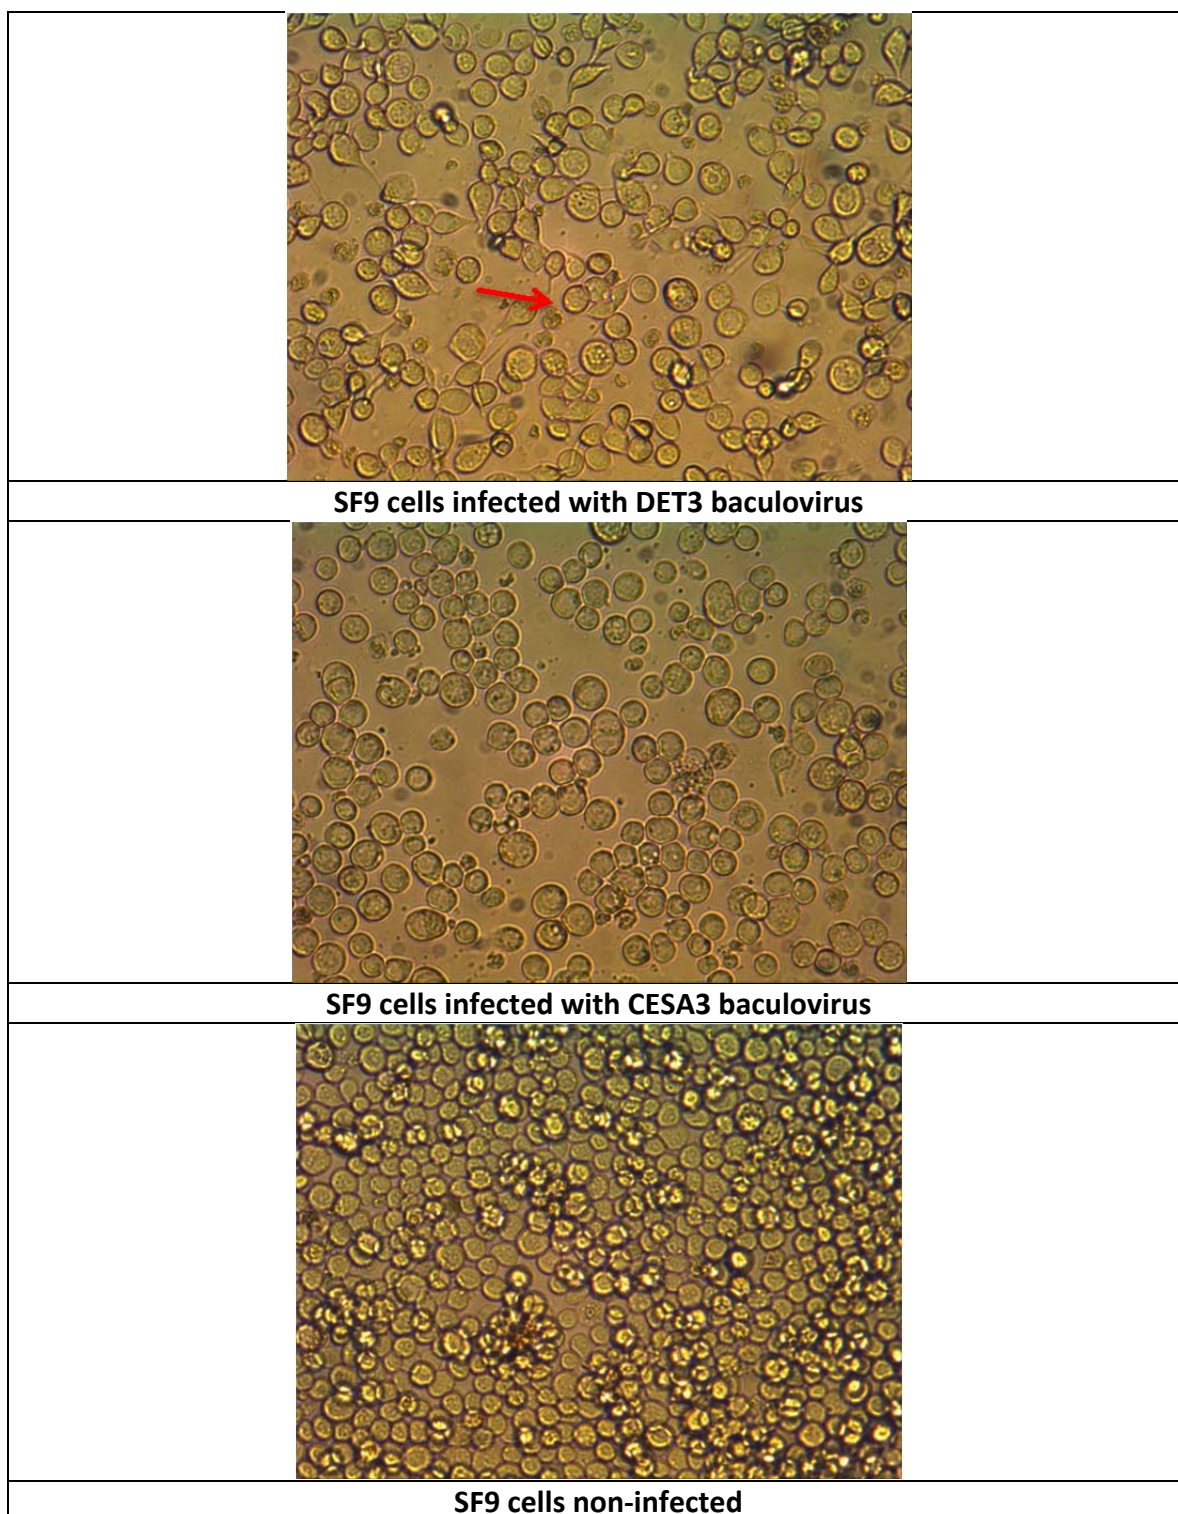 SF9 cells infected with DET3 baculovirus
SF9 cells infected with CESA3 baculovirus
SF9 cells non-infected